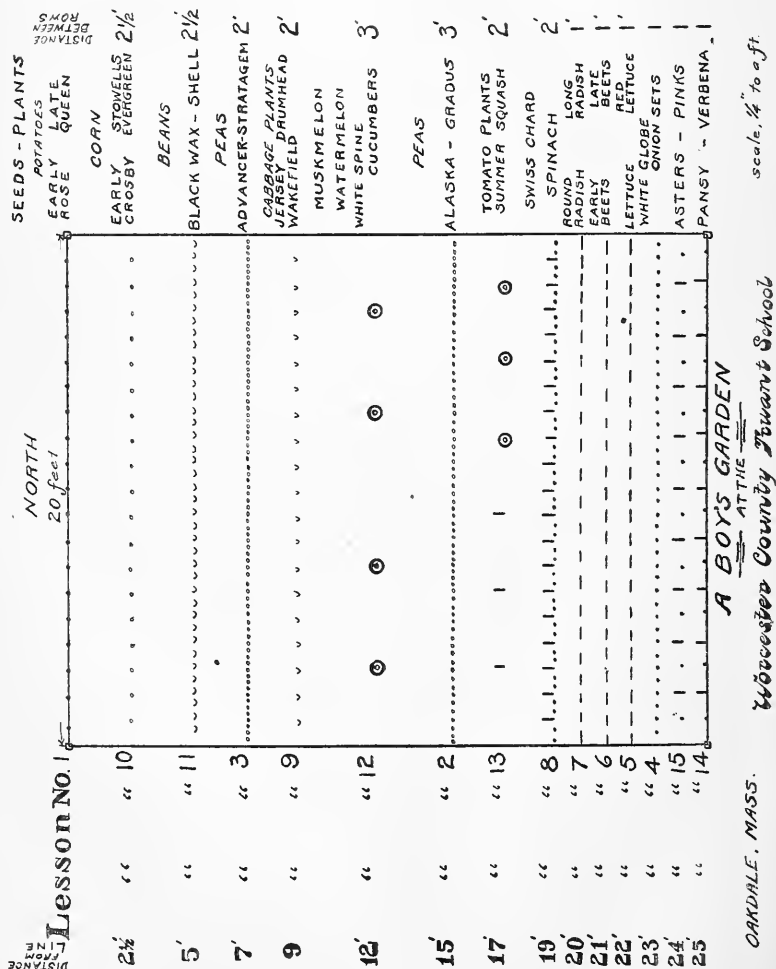 DISTANCE FROM LINE
NORTH
20 feet
SEEDS - PLANTS
DISTANCE BETWEEN ROWS
Lesson No. 1
POTATOES
EARLY LATE
ROSE QUEEN
2½' " " 10
CORN
EARLY STOWELLS
CROSBY EVERGREEN 2½'
5' " " 11
BEANS
BLACK WAX - SHELL 2½'
7' " " 3
PEAS
ADVANCER-STRATAGEM 2'
9 " " 9
CABBAGE PLANTS
JERSEY DRUMHEAD
WAKEFIELD 2'
12' " " 12
MUSKMELON
WATERMELON
WHITE SPINE
CUCUMBERS 3'
15' " " 2
PEAS
ALASKA - GRADUS 3'
17' " " 13
TOMATO PLANTS
SUMMER SQUASH 2'
19' " " 8
SWISS CHARD
SPINACH 2'
20' " " 7
ROUND LONG
RADISH RADISH 1'
21' " " 6
EARLY LATE
BEETS BEETS 1'
22' " " 5
RED
LETTUCE LETTUCE 1'
23' " " 4
WHITE GLOBE
ONION SETS 1
24' " " 15
ASTERS - PINKS 1
25 " " 14
PANSY - VERBENA 1
A BOY'S GARDEN
AT THE
OAKDALE, MASS. Worcester County Truant School
scale, ¼" to a ft.